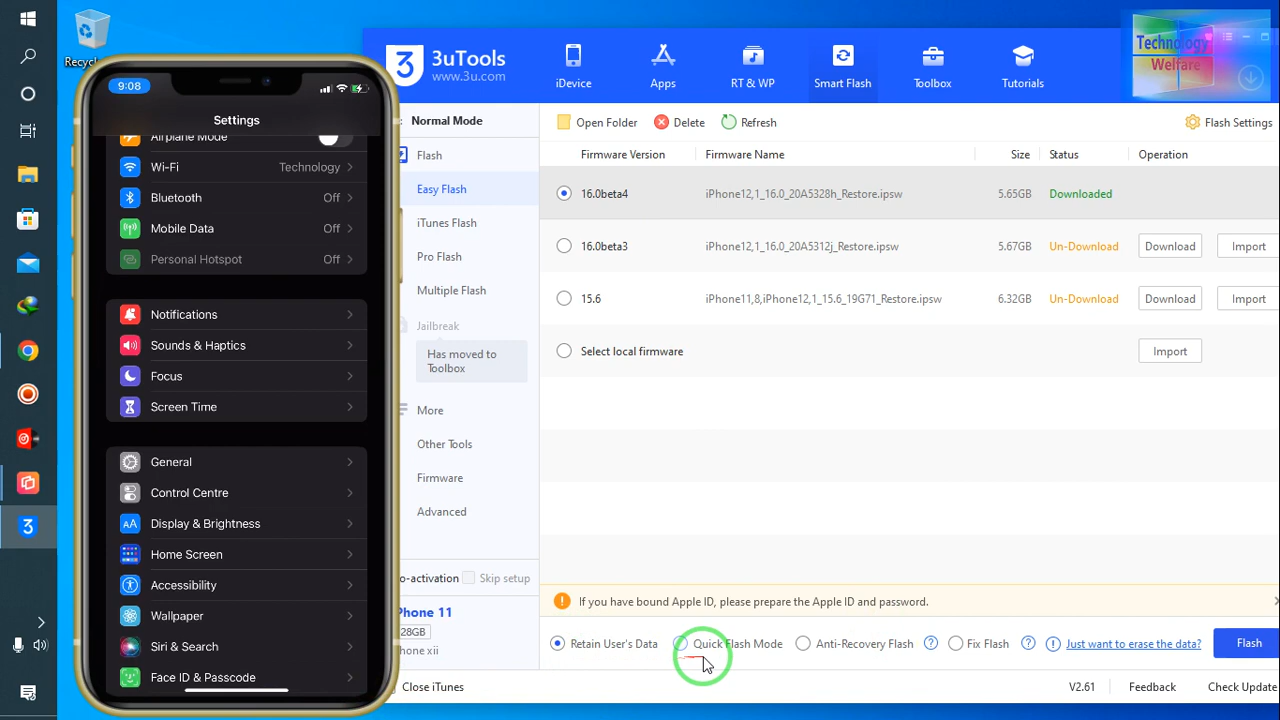 Recyc
9:08
Settings
Airplane Mode
Wi-Fi Technology
Bluetooth Off
Mobile Data Off
Personal Hotspot Off
Notifications
Sounds & Haptics
Focus
Screen Time
General
Control Centre
Display & Brightness
AA
Home Screen
Accessibility
Wallpaper
Siri & Search
Face ID & Passcode
3
3uTools
www.3u.com
iDevice
Apps
RT & WP
Smart Flash
Toolbox
Tutorials
Technology
Welfare
Normal Mode
Flash
Easy Flash
iTunes Flash
Pro Flash
Multiple Flash
Jailbreak
Has moved to
Toolbox
More
Other Tools
Firmware
Advanced
o-activation Skip setup
Phone 11
28GB
hone xii
Close iTunes
Open Folder Delete Refresh Flash Settings
Firmware Version Firmware Name Size Status Operation
16.0beta4 iPhone12,1_16.0_20A5328h_Restore.ipsw 5.65GB Downloaded
16.0beta3 iPhone12,1_16.0_20A5312j_Restore.ipsw 5.67GB Un-Download Download Import
15.6 iPhone11,8,iPhone12,1_15.6_19G71_Restore.ipsw 6.32GB Un-Download Download Import
Select local firmware Import
If you have bound Apple ID, please prepare the Apple ID and password.
Retain User's Data Quick Flash Mode Anti-Recovery Flash ? Fix Flash ? Just want to erase the data? Flash
V2.61 Feedback Check Update
3